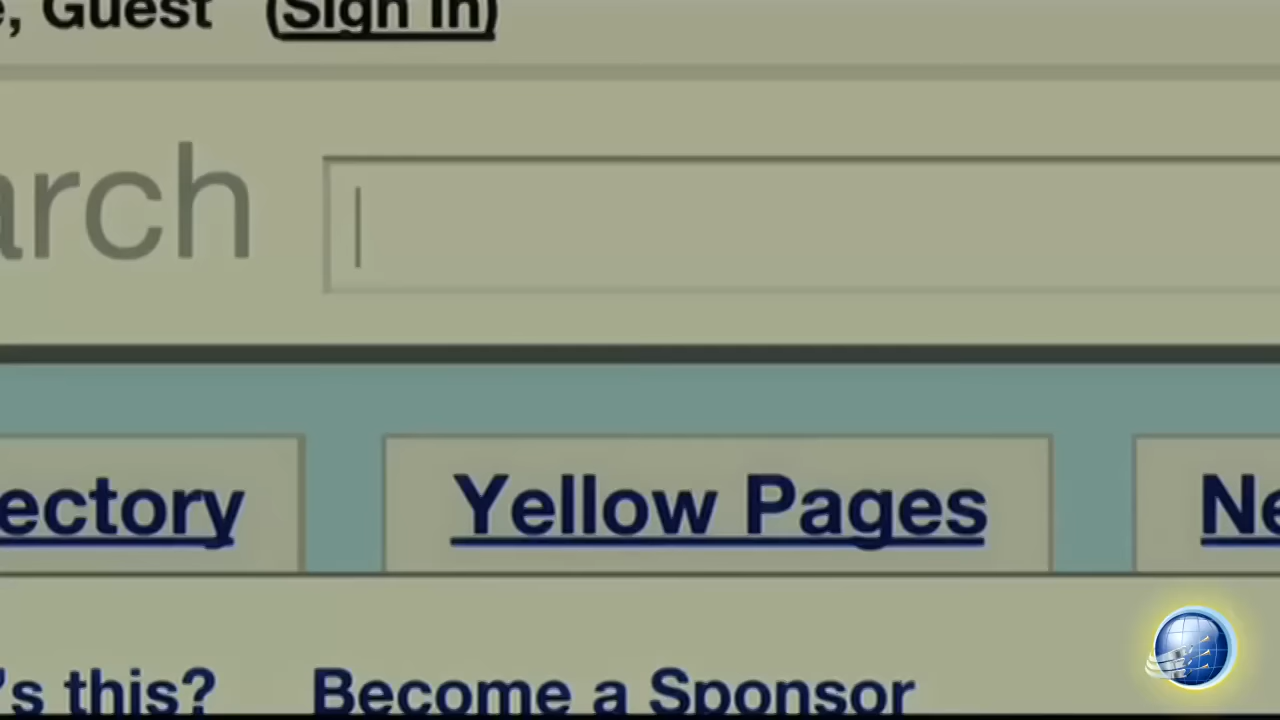 e, Guest (Sign In)
arch
ectory Yellow Pages Ne
's this? Become a Sponsor